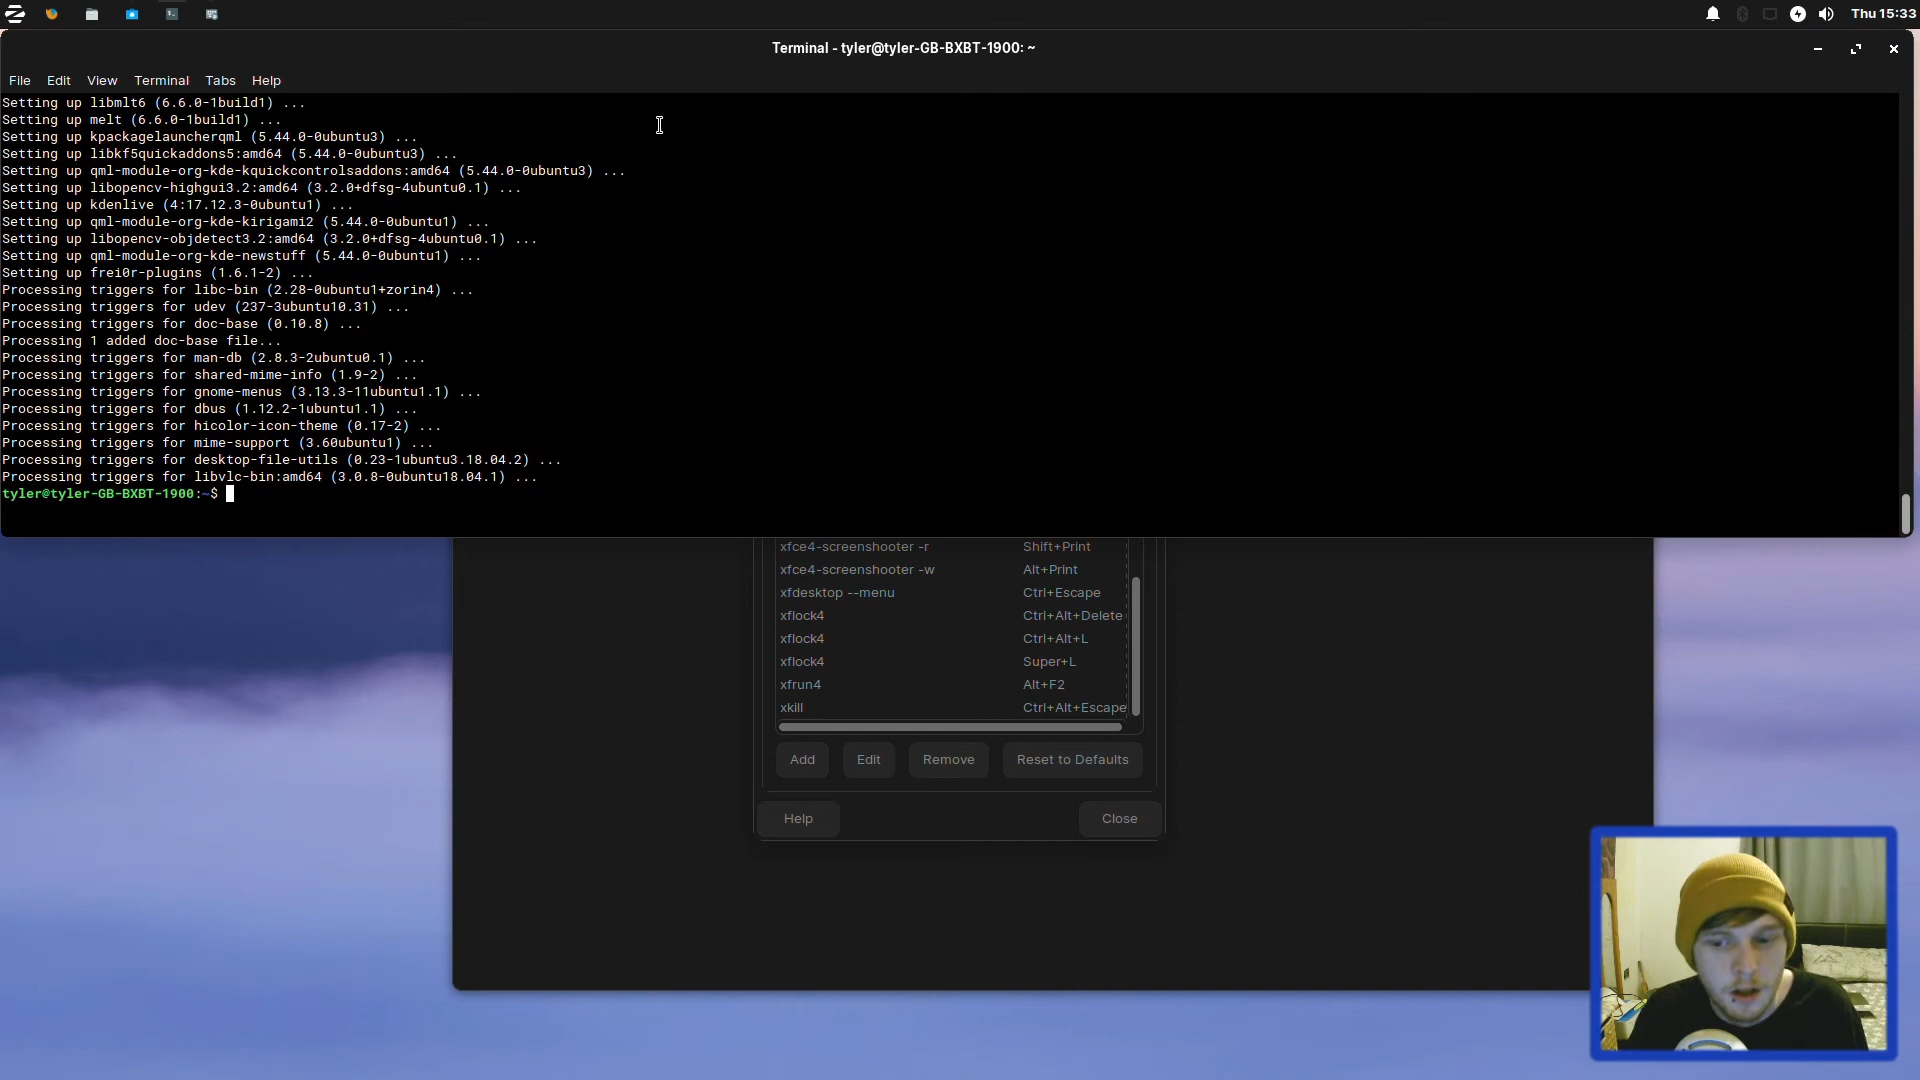 Thu 15:33
Terminal - tyler@tyler-GB-BXBT-1900: ~
File Edit View Terminal Tabs Help
Setting up libmlt6 (6.6.0-1build1) ...
Setting up melt (6.6.0-1build1) ...
Setting up kpackagelauncherqml (5.44.0-0ubuntu3) ...
Setting up libkf5quickaddons5:amd64 (5.44.0-0ubuntu3) ...
Setting up qml-module-org-kde-kquickcontrolsaddons:amd64 (5.44.0-0ubuntu3) ...
Setting up libopencv-highgui3.2:amd64 (3.2.0+dfsg-4ubuntu0.1) ...
Setting up kdenlive (4:17.12.3-0ubuntu1) ...
Setting up qml-module-org-kde-kirigami2 (5.44.0-0ubuntu1) ...
Setting up libopencv-objdetect3.2:amd64 (3.2.0+dfsg-4ubuntu0.1) ...
Setting up qml-module-org-kde-newstuff (5.44.0-0ubuntu1) ...
Setting up frei0r-plugins (1.6.1-2) ...
Processing triggers for libc-bin (2.28-0ubuntu1+zorin4) ...
Processing triggers for udev (237-3ubuntu10.31) ...
Processing triggers for doc-base (0.10.8) ...
Processing 1 added doc-base file...
Processing triggers for man-db (2.8.3-2ubuntu0.1) ...
Processing triggers for shared-mime-info (1.9-2) ...
Processing triggers for gnome-menus (3.13.3-11ubuntu1.1) ...
Processing triggers for dbus (1.12.2-1ubuntu1.1) ...
Processing triggers for hicolor-icon-theme (0.17-2) ...
Processing triggers for mime-support (3.60ubuntu1) ...
Processing triggers for desktop-file-utils (0.23-1ubuntu3.18.04.2) ...
Processing triggers for libvlc-bin:amd64 (3.0.8-0ubuntu18.04.1) ...
tyler@tyler-GB-BXBT-1900:~$
xfce4-screenshooter -r Shift+Print
xfce4-screenshooter -w Alt+Print
xfdesktop --menu Ctrl+Escape
xflock4 Ctrl+Alt+Delete
xflock4 Ctrl+Alt+L
xflock4 Super+L
xfrun4 Alt+F2
xkill Ctrl+Alt+Escape
Add Edit Remove Reset to Defaults
Help Close